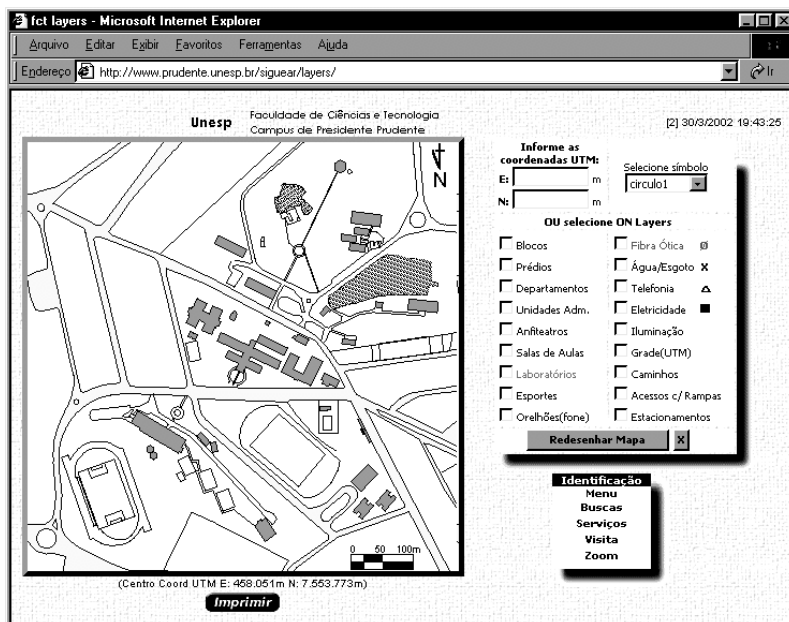 fct layers - Microsoft Internet Explorer
Arquivo Editar Exibir Favoritos Ferramentas Ajuda
Endereço http://www.prudente.unesp.br/siguear/layers/ Ir
Unesp Faculdade de Ciências e Tecnologia
Campus de Presidente Prudente
[2] 30/3/2002 19:43:25
N
0 50 100m
(Centro Coord UTM E: 458.051m N: 7.553.773m)
Imprimir
Informe as
coordenadas UTM:
E: m
N: m
Selecione símbolo
circulo1
OU selecione ON Layers
Blocos Fibra Ótica Ø
Prédios Água/Esgoto X
Departamentos Telefonia
Unidades Adm. Eletricidade
Anfiteatros Iluminação
Salas de Aulas Grade(UTM)
Laboratórios Caminhos
Esportes Acessos c/ Rampas
Orelhões(fone) Estacionamentos
Redesenhar Mapa X
Identificação
Menu
Buscas
Serviços
Visita
Zoom